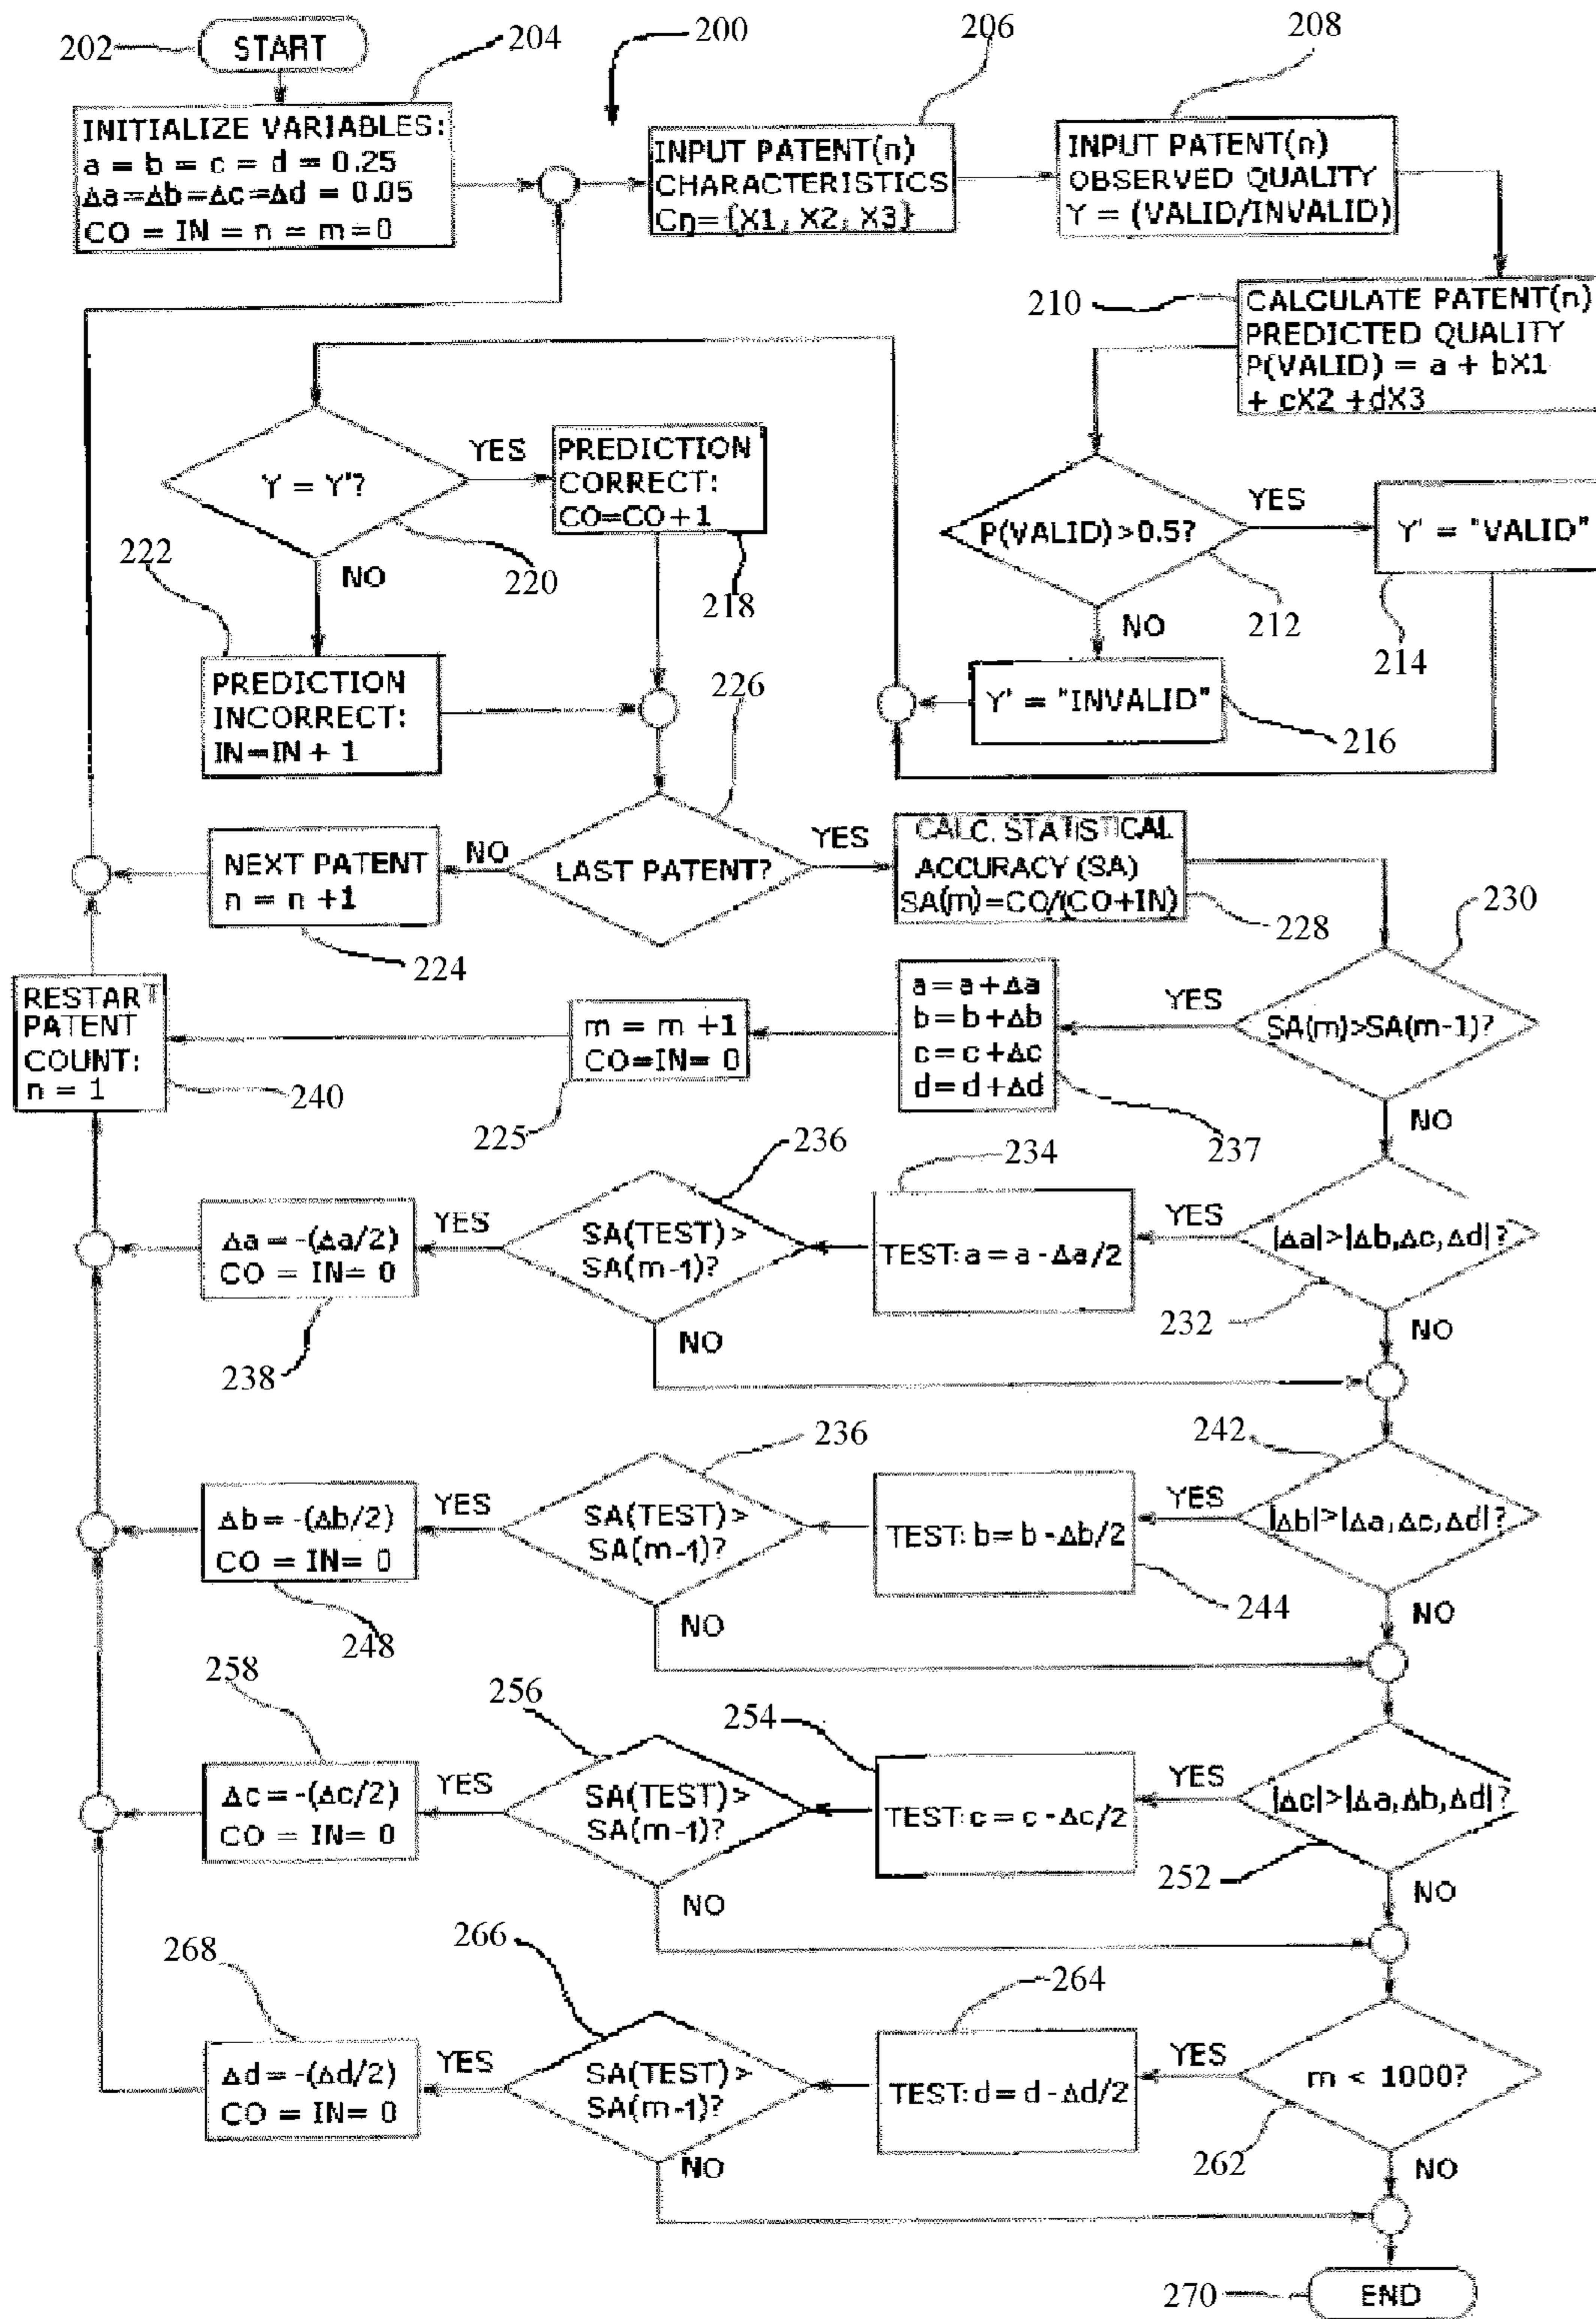 202
START
204
200
206
208
INITIALIZE VARIABLES:
a = b = c = d = 0.25
Δa=Δb=Δc=Δd = 0.05
CO = IN = n = m=0
INPUT PATENT(n)
CHARACTERISTICS
Cn={X1, X2, X3}
INPUT PATENT(n)
OBSERVED QUALITY
Y = (VALID/INVALID)
210
CALCULATE PATENT(n)
PREDICTED QUALITY
P(VALID) = a + bX1
+ cX2 +dX3
Y = Y'?
YES
PREDICTION
CORRECT:
CO=CO+1
P(VALID)>0.5?
YES
Y' = "VALID"
222
NO
220
218
NO
212
214
PREDICTION
INCORRECT:
IN=IN + 1
226
Y' = "INVALID"
216
NEXT PATENT
n = n +1
NO
LAST PATENT?
YES
CALC. STATISTICAL
ACCURACY (SA)
SA(m)=CO/(CO+IN)
230
228
224
RESTART
PATENT
COUNT:
n = 1
240
m = m +1
CO=IN= 0
225
a=a+Δa
b=b+Δb
c=c+Δc
d=d+Δd
237
YES
SA(m)>SA(m-1)?
NO
236
234
Δa=-(Δa/2)
CO = IN= 0
YES
SA(TEST)>
SA(m-1)?
TEST: a=a-Δa/2
YES
|Δa|>|Δb,Δc,Δd|?
238
NO
232
NO
236
242
Δb=-(Δb/2)
CO = IN= 0
YES
SA(TEST)>
SA(m-1)?
TEST: b=b-Δb/2
YES
|Δb|>|Δa,Δc,Δd|?
248
NO
244
NO
258
256
254
Δc=-(Δc/2)
CO = IN= 0
YES
SA(TEST)>
SA(m-1)?
TEST: c=c-Δc/2
YES
|Δc|>|Δa,Δb,Δd|?
252
NO
NO
268
266
264
Δd=-(Δd/2)
CO = IN= 0
YES
SA(TEST)>
SA(m-1)?
TEST: d=d-Δd/2
YES
m < 1000?
NO
262
NO
270
END